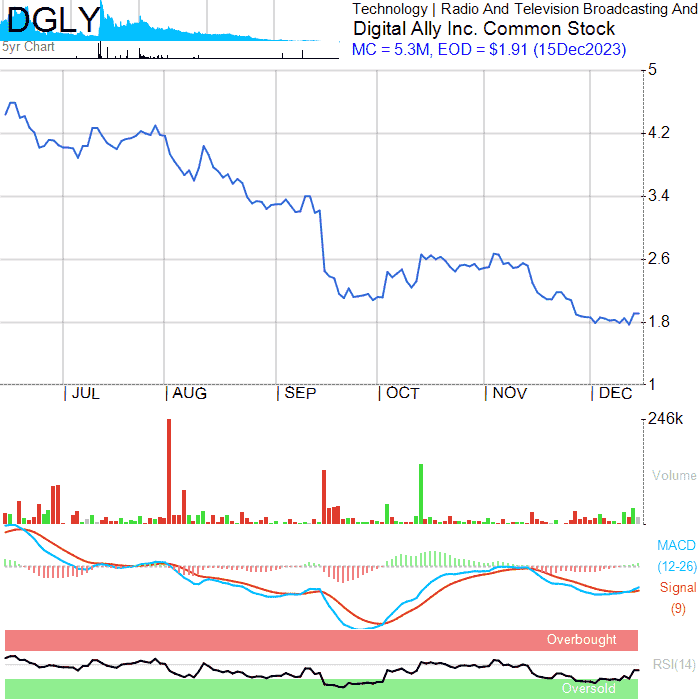 DGLY
5yr Chart
Technology | Radio And Television Broadcasting And
Digital Ally Inc. Common Stock
MC = 5.3M, EOD = $1.91 (15Dec2023)
5
4.2
3.4
2.6
1.8
1
JUL AUG SEP OCT NOV DEC
246k
Volume
MACD
(12-26)
Signal
(9)
Overbought
RSI(14)
Oversold